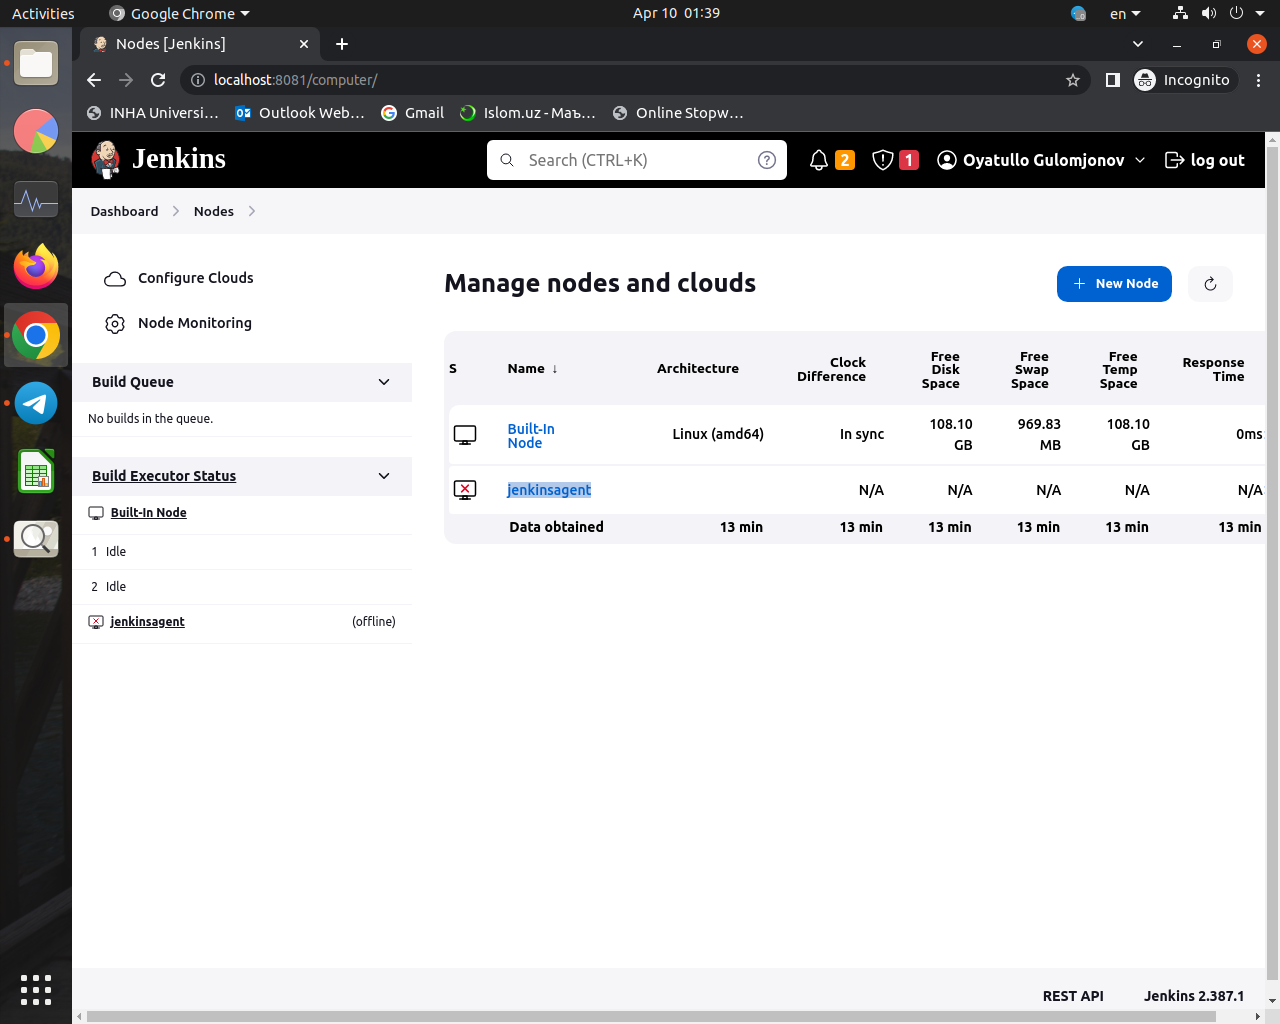 Activities Google Chrome Apr 10 01:39 en
Nodes [Jenkins]
localhost:8081/computer/ Incognito
INHA Universi... Outlook Web... Gmail Islom.uz - Маъ... Online Stopw...
Jenkins Search (CTRL+K) 2 1 Oyatullo Gulomjonov log out
Dashboard Nodes
Configure Clouds
Node Monitoring
Build Queue
No builds in the queue.
Build Executor Status
Built-In Node
1 Idle
2 Idle
jenkinsagent (offline)
Manage nodes and clouds
New Node
S Name ↓ Architecture Clock Difference Free Disk Space Free Swap Space Free Temp Space Response Time
Built-In Node Linux (amd64) In sync 108.10 GB 969.83 MB 108.10 GB 0ms
jenkinsagent N/A N/A N/A N/A N/A
Data obtained 13 min 13 min 13 min 13 min 13 min 13 min
REST API Jenkins 2.387.1